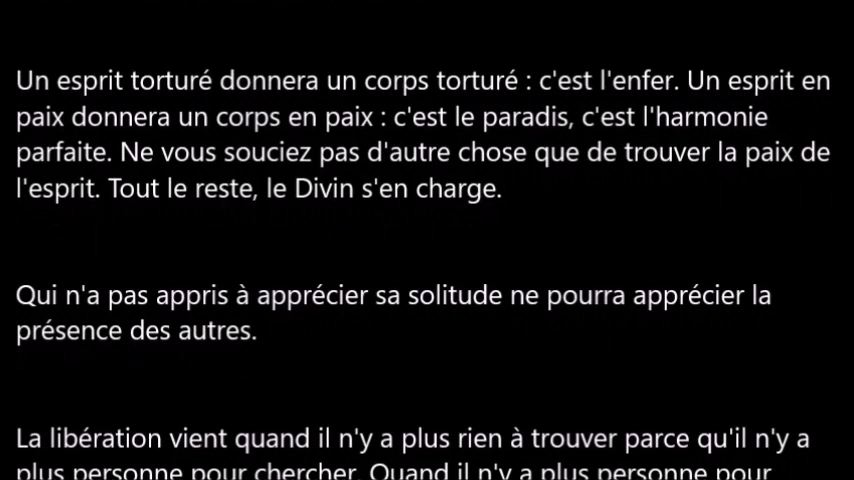 Un esprit torturé donnera un corps torturé : c'est l'enfer. Un esprit en
paix donnera un corps en paix : c'est le paradis, c'est l'harmonie
parfaite. Ne vous souciez pas d'autre chose que de trouver la paix de
l'esprit. Tout le reste, le Divin s'en charge.
Qui n'a pas appris à apprécier sa solitude ne pourra apprécier la
présence des autres.
La libération vient quand il n'y a plus rien à trouver parce qu'il n'y a
plus personne pour chercher. Quand il n'y a plus personne pour